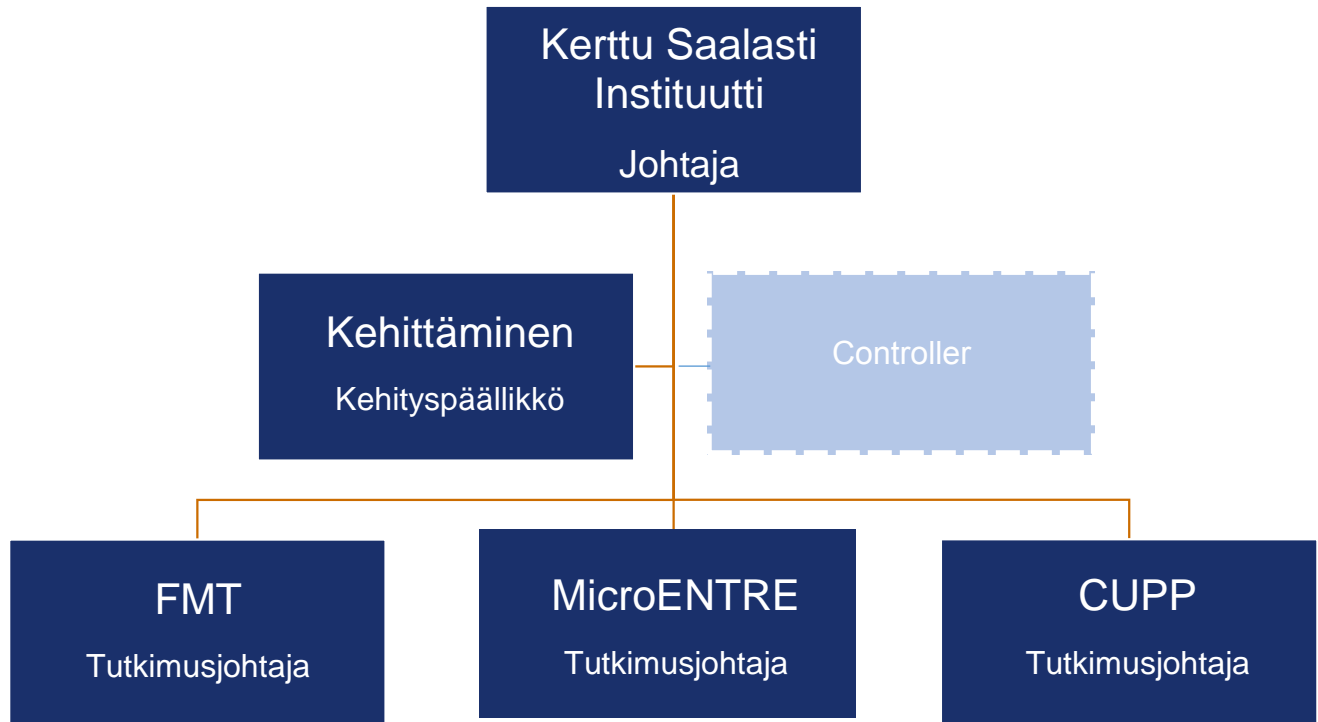 Kerttu Saalasti
Instituutti
Johtaja
Kehittäminen
Kehityspäällikkö
Controller
FMT
Tutkimusjohtaja
MicroENTRE
Tutkimusjohtaja
CUPP
Tutkimusjohtaja